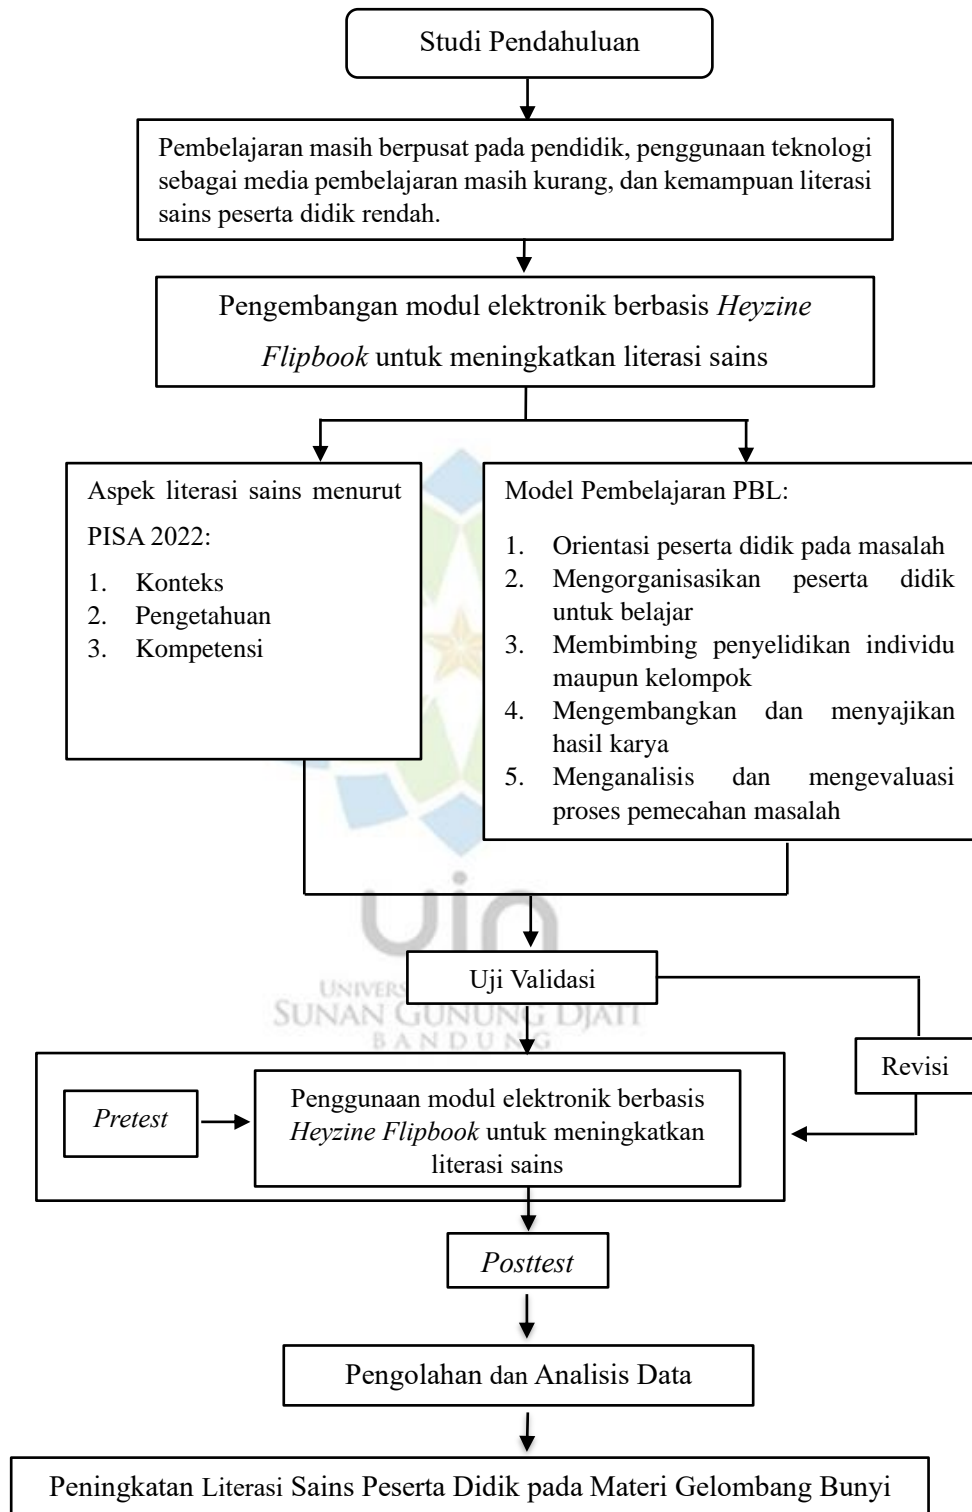 Studi Pendahuluan
Pembelajaran masih berpusat pada pendidik, penggunaan teknologi
sebagai media pembelajaran masih kurang, dan kemampuan literasi
sains peserta didik rendah.
Pengembangan modul elektronik berbasis Heyzine
Flipbook untuk meningkatkan literasi sains
Aspek literasi sains menurut
PISA 2022:
1. Konteks
2. Pengetahuan
3. Kompetensi
Model Pembelajaran PBL:
1. Orientasi peserta didik pada masalah
2. Mengorganisasikan peserta didik
untuk belajar
3. Membimbing penyelidikan individu
maupun kelompok
4. Mengembangkan dan menyajikan
hasil karya
5. Menganalisis dan mengevaluasi
proses pemecahan masalah
uin
Uji Validasi
SUNAN GUNUNG DJATI
BANDUNG
Revisi
Pretest
Penggunaan modul elektronik berbasis
Heyzine Flipbook untuk meningkatkan
literasi sains
Posttest
Pengolahan dan Analisis Data
Peningkatan Literasi Sains Peserta Didik pada Materi Gelombang Bunyi